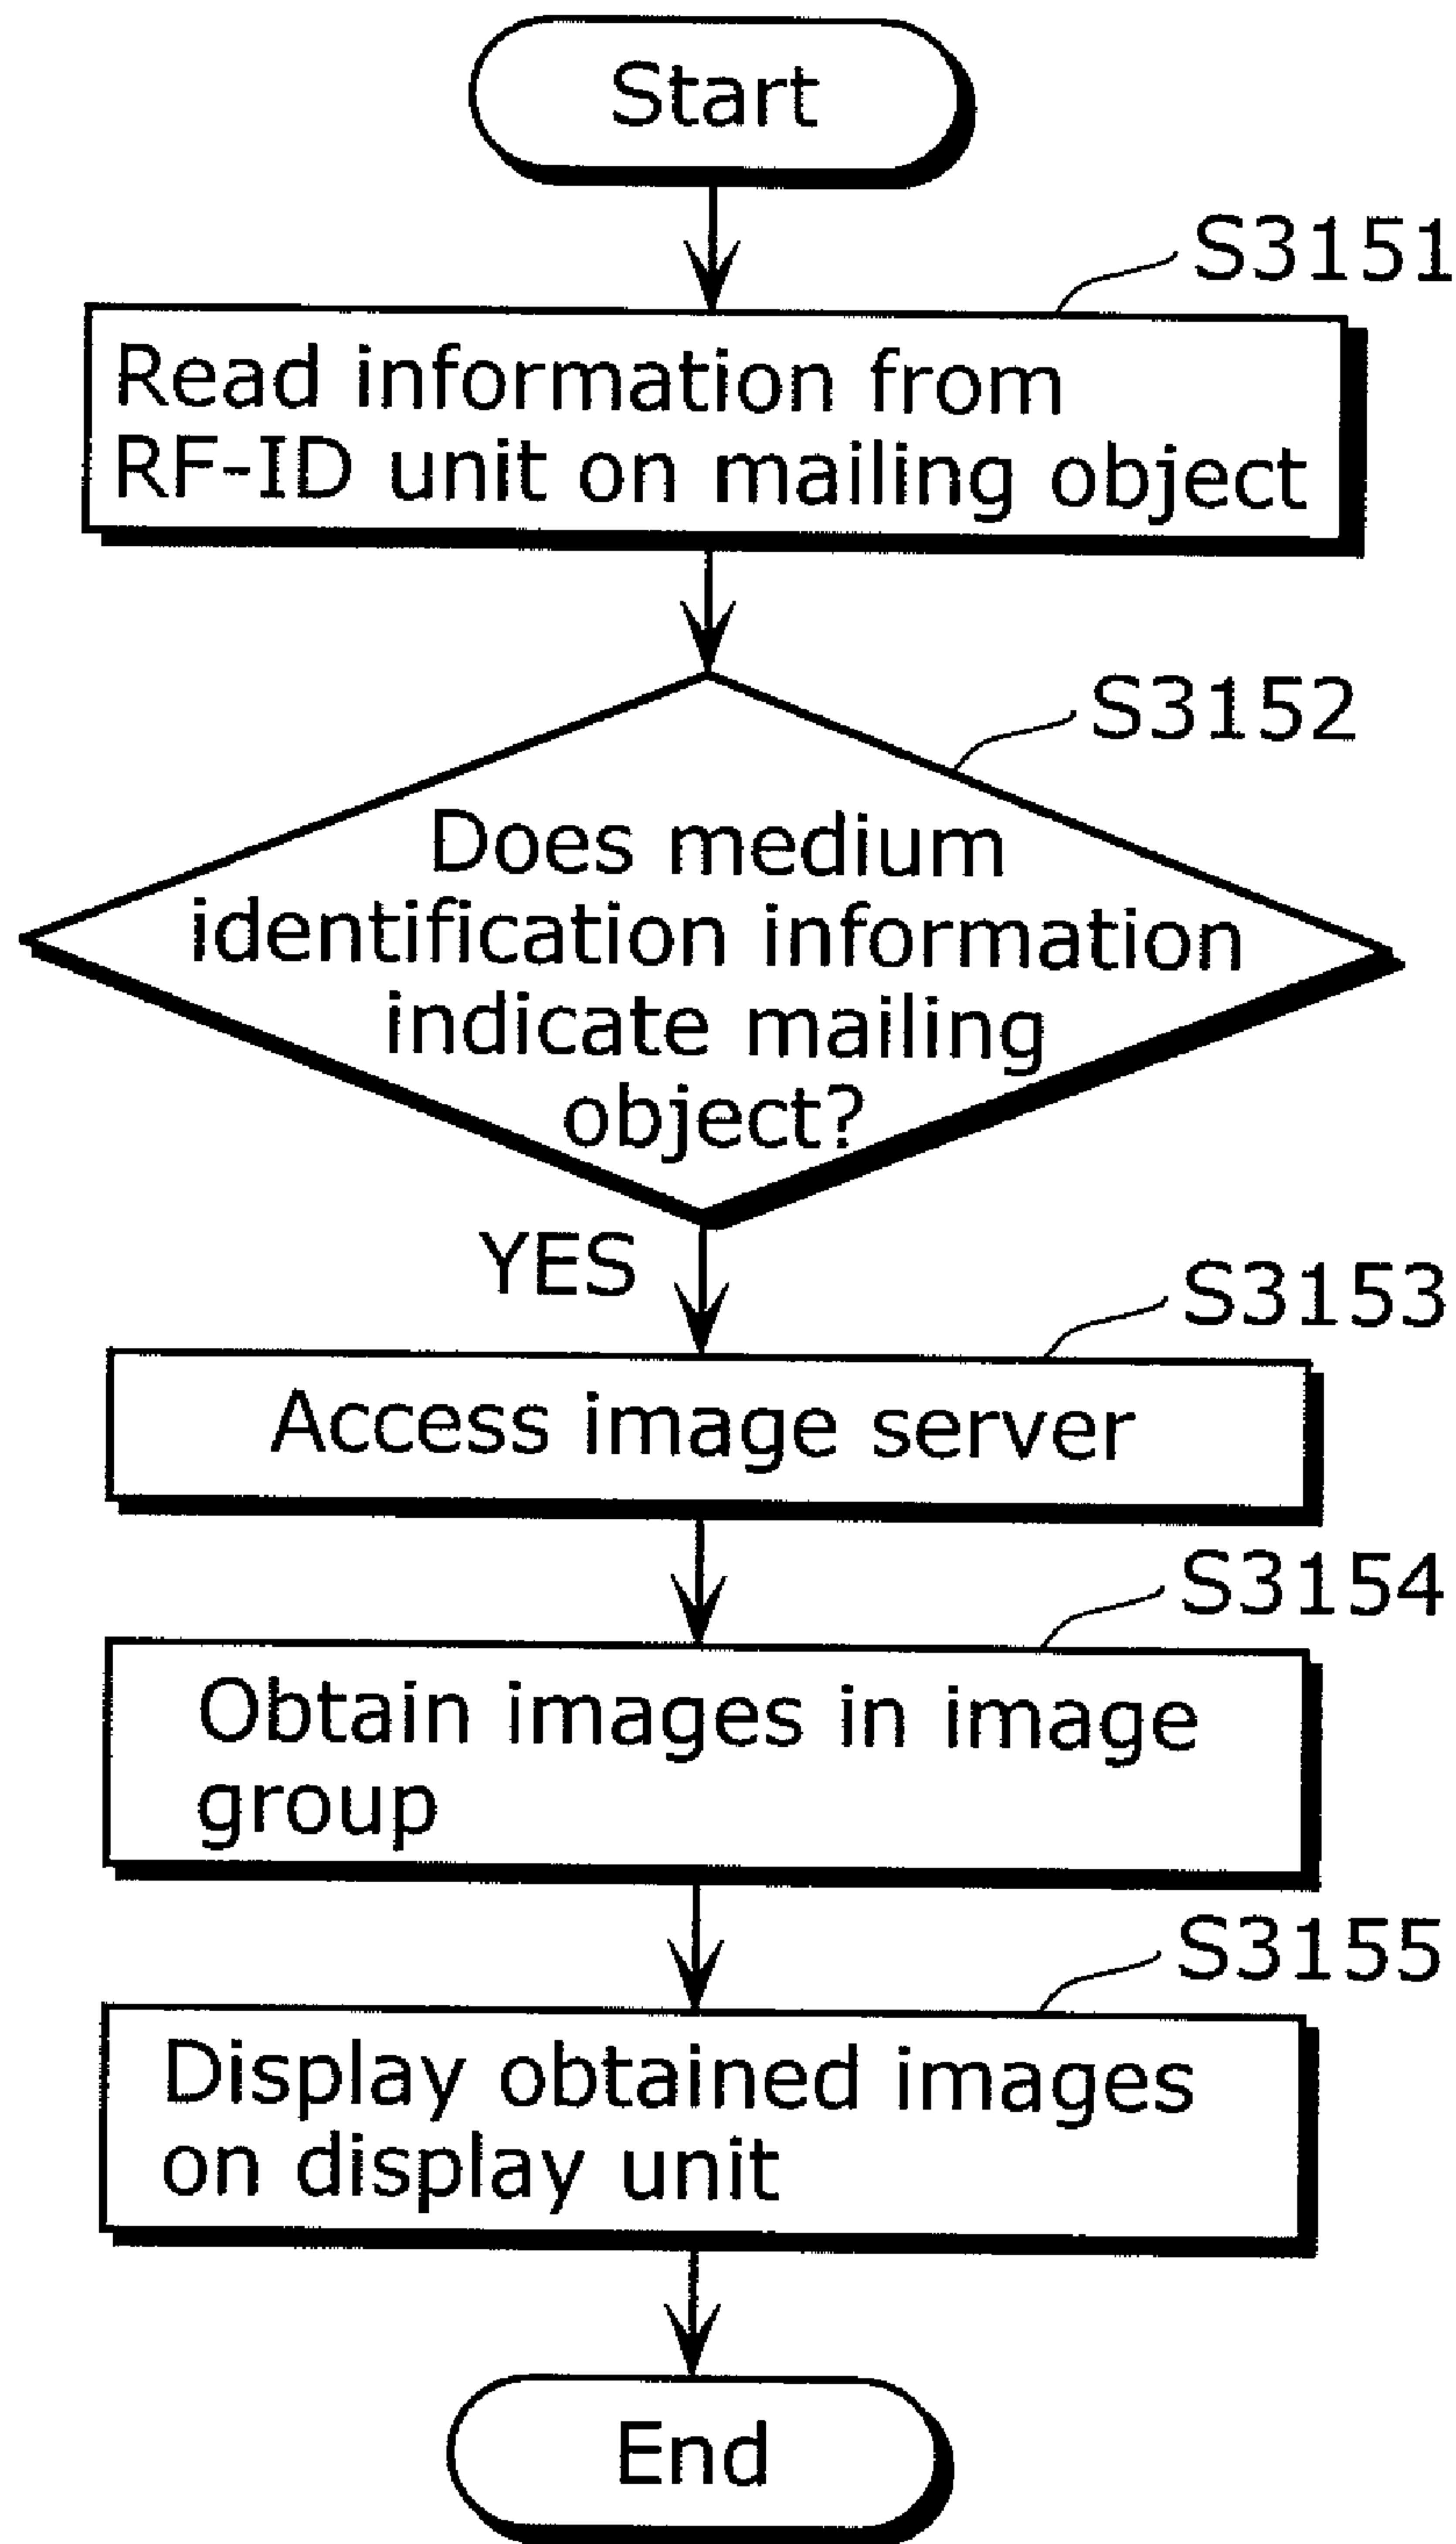 Start
S3151
Read information from
RF-ID unit on mailing object
S3152
Does medium
identification information
indicate mailing
object?
YES
S3153
Access image server
S3154
Obtain images in image
group
S3155
Display obtained images
on display unit
End